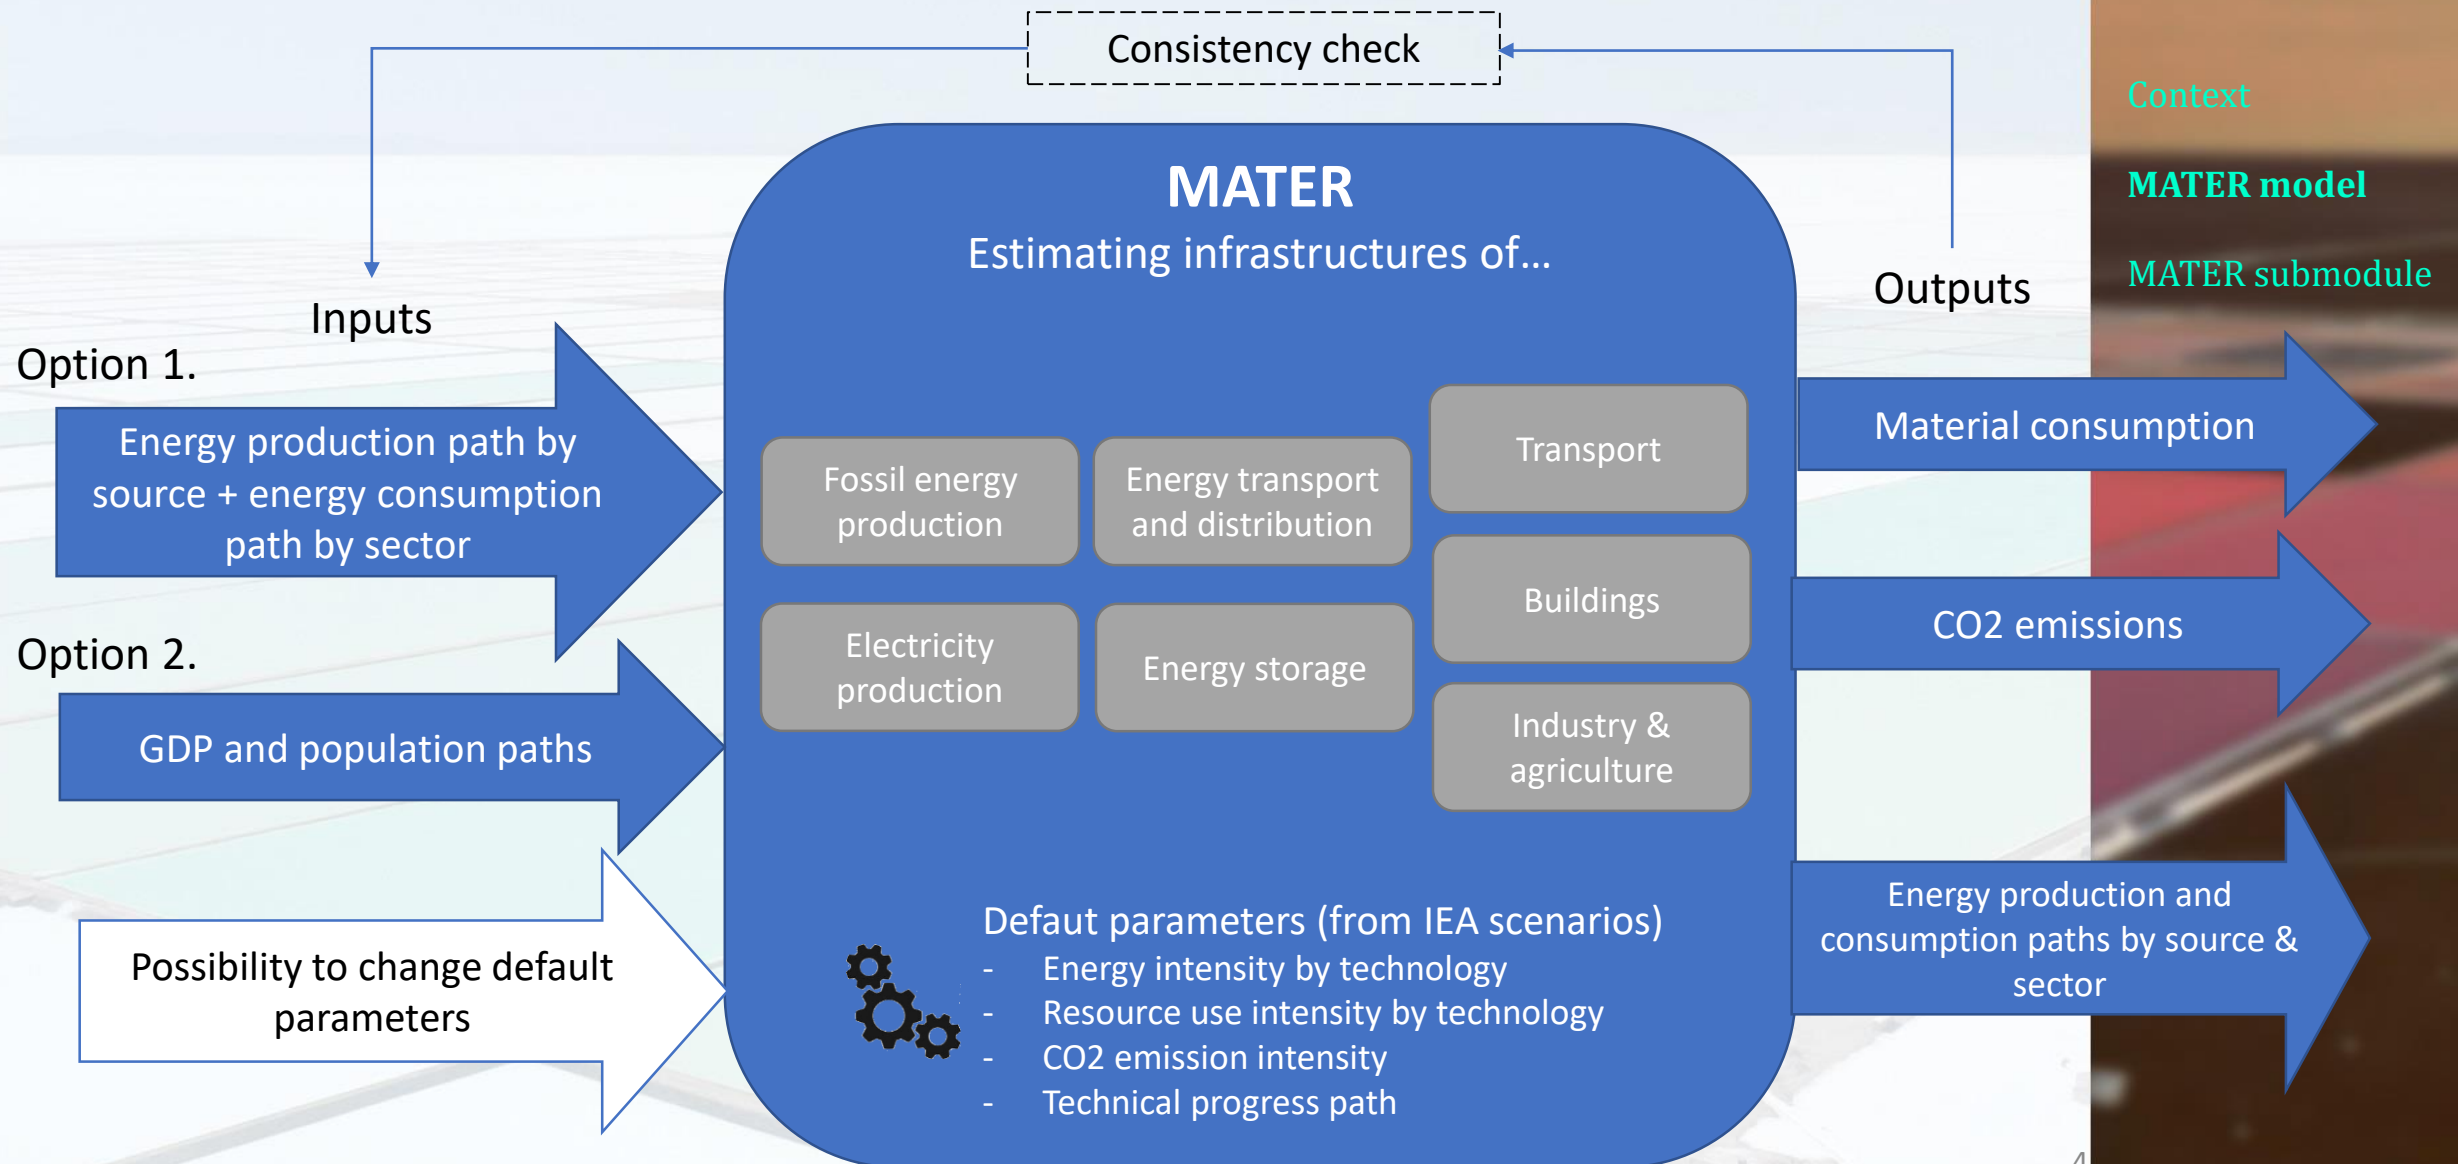 Consistency check
Context
MATER model
MATER submodule
MATER
Estimating infrastructures of...
Inputs
Outputs
Option 1.
Energy production path by
source + energy consumption
path by sector
Option 2.
GDP and population paths
Possibility to change default
parameters
Fossil energy
production
Energy transport
and distribution
Transport
Electricity
production
Energy storage
Buildings
Industry &
agriculture
Defaut parameters (from IEA scenarios)
- Energy intensity by technology
- Resource use intensity by technology
- CO2 emission intensity
- Technical progress path
Material consumption
CO2 emissions
Energy production and
consumption paths by source &
sector